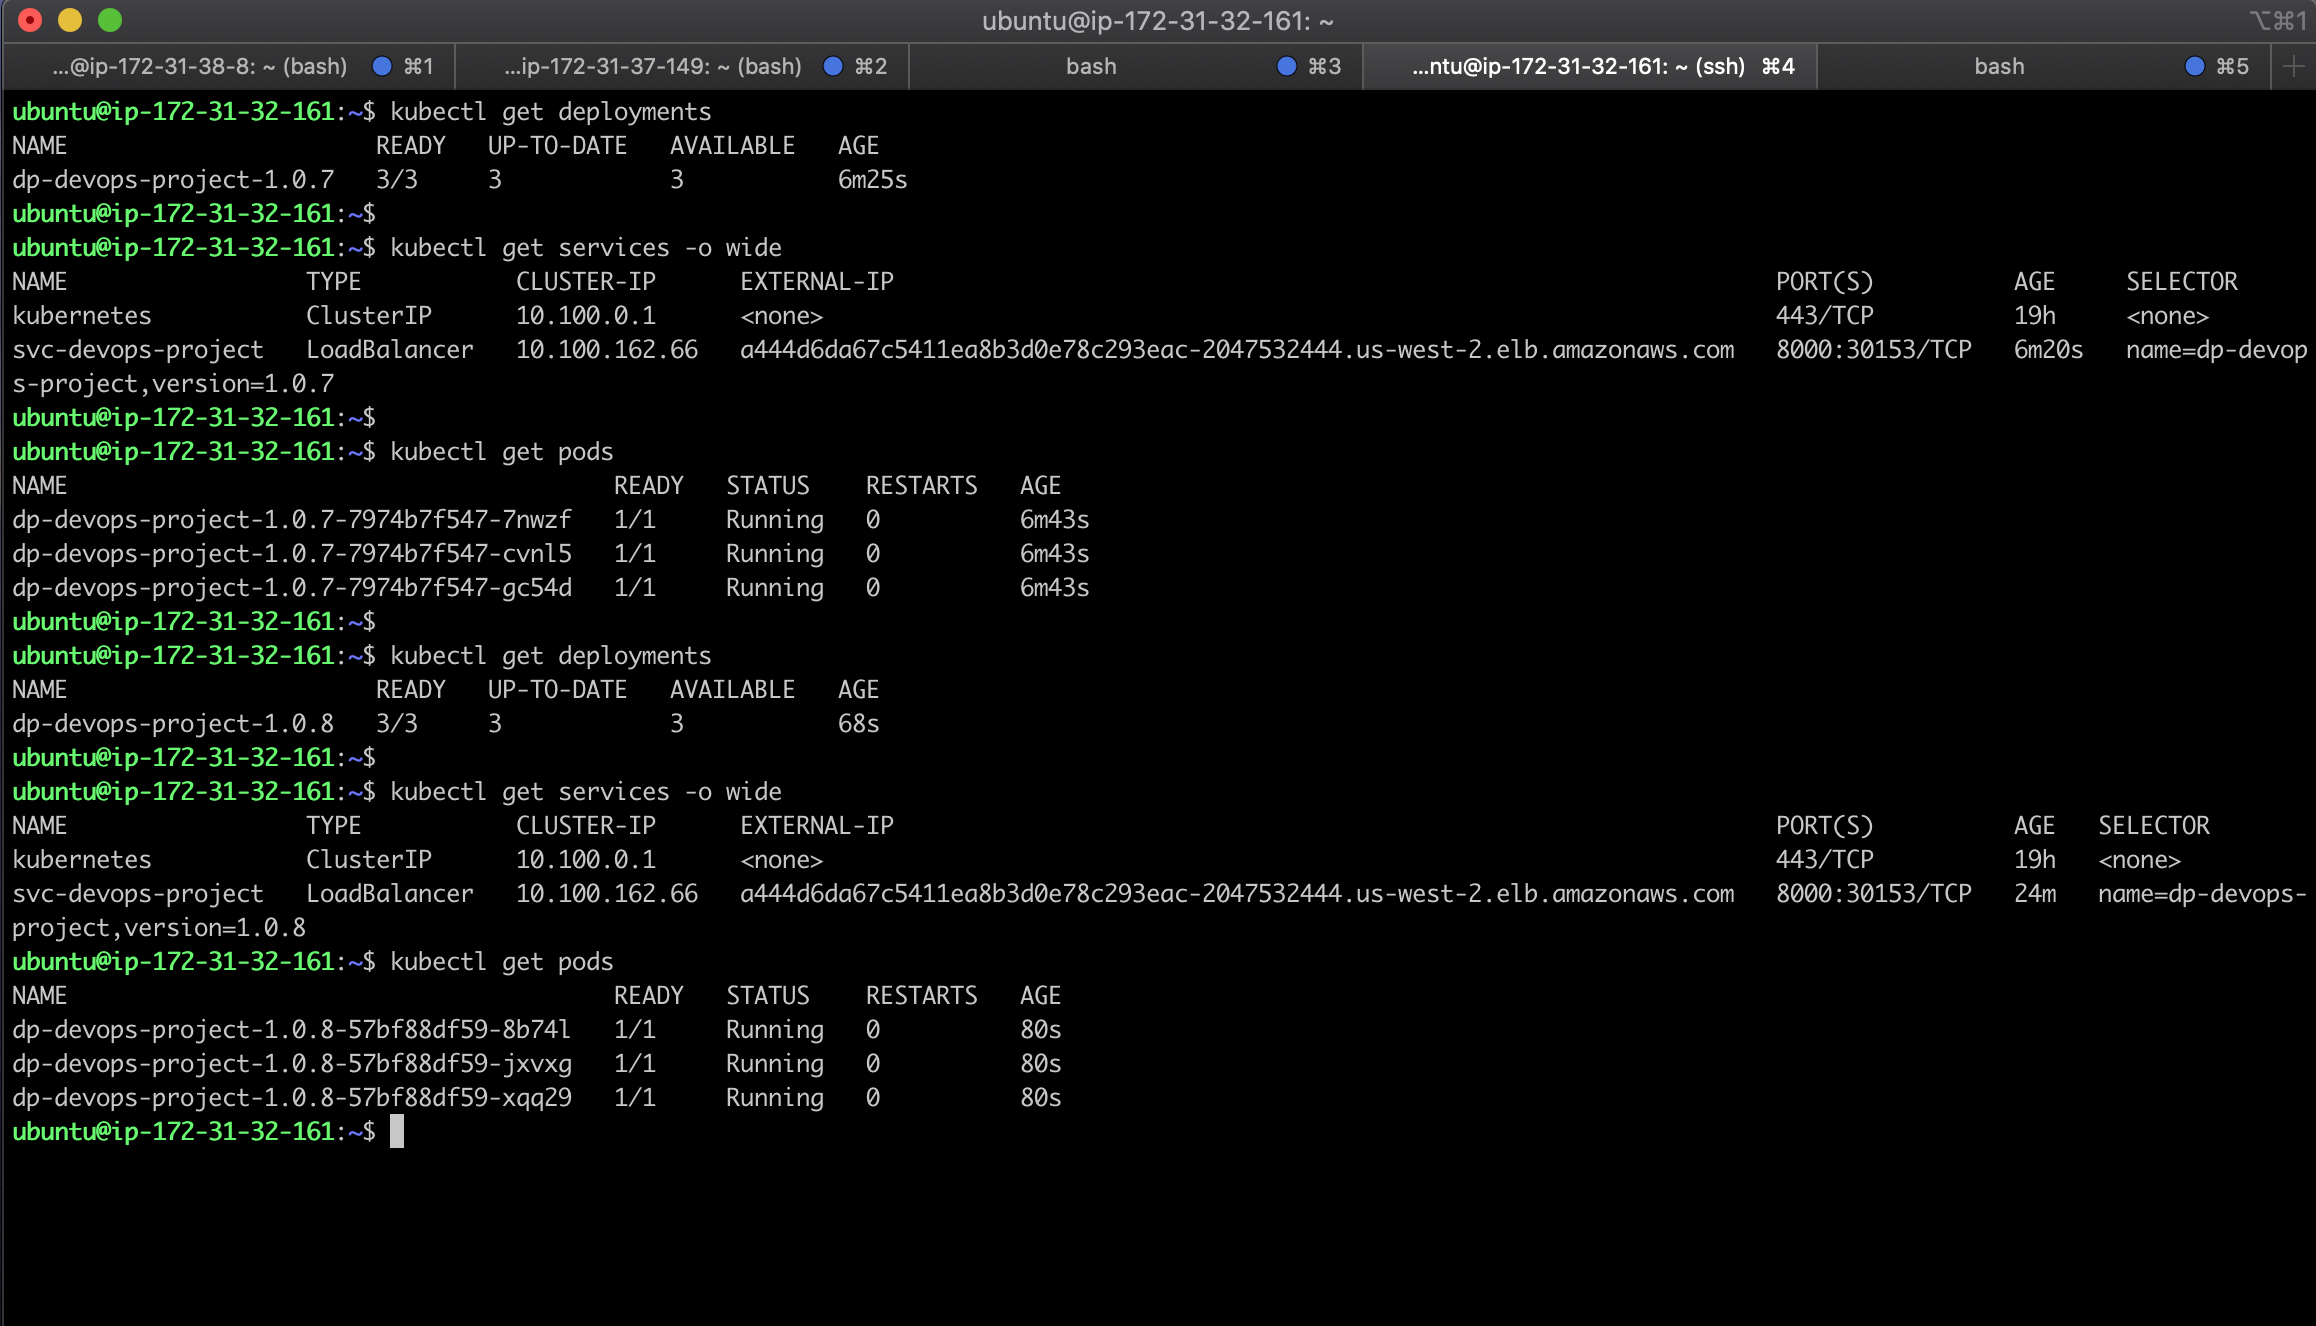 ubuntu@ip-172-31-32-161: ~
⌥⌘1
...@ip-172-31-38-8: ~ (bash) ⌘1
...ip-172-31-37-149: ~ (bash) ⌘2
bash ⌘3
...ntu@ip-172-31-32-161: ~ (ssh) ⌘4
bash ⌘5
ubuntu@ip-172-31-32-161:~$ kubectl get deployments
NAME READY UP-TO-DATE AVAILABLE AGE
dp-devops-project-1.0.7 3/3 3 3 6m25s
ubuntu@ip-172-31-32-161:~$
ubuntu@ip-172-31-32-161:~$ kubectl get services -o wide
NAME TYPE CLUSTER-IP EXTERNAL-IP PORT(S) AGE SELECTOR
kubernetes ClusterIP 10.100.0.1 <none> 443/TCP 19h <none>
svc-devops-project LoadBalancer 10.100.162.66 a444d6da67c5411ea8b3d0e78c293eac-2047532444.us-west-2.elb.amazonaws.com 8000:30153/TCP 6m20s name=dp-devop
s-project,version=1.0.7
ubuntu@ip-172-31-32-161:~$
ubuntu@ip-172-31-32-161:~$ kubectl get pods
NAME READY STATUS RESTARTS AGE
dp-devops-project-1.0.7-7974b7f547-7nwzf 1/1 Running 0 6m43s
dp-devops-project-1.0.7-7974b7f547-cvnl5 1/1 Running 0 6m43s
dp-devops-project-1.0.7-7974b7f547-gc54d 1/1 Running 0 6m43s
ubuntu@ip-172-31-32-161:~$
ubuntu@ip-172-31-32-161:~$ kubectl get deployments
NAME READY UP-TO-DATE AVAILABLE AGE
dp-devops-project-1.0.8 3/3 3 3 68s
ubuntu@ip-172-31-32-161:~$
ubuntu@ip-172-31-32-161:~$ kubectl get services -o wide
NAME TYPE CLUSTER-IP EXTERNAL-IP PORT(S) AGE SELECTOR
kubernetes ClusterIP 10.100.0.1 <none> 443/TCP 19h <none>
svc-devops-project LoadBalancer 10.100.162.66 a444d6da67c5411ea8b3d0e78c293eac-2047532444.us-west-2.elb.amazonaws.com 8000:30153/TCP 24m name=dp-devops-
project,version=1.0.8
ubuntu@ip-172-31-32-161:~$ kubectl get pods
NAME READY STATUS RESTARTS AGE
dp-devops-project-1.0.8-57bf88df59-8b74l 1/1 Running 0 80s
dp-devops-project-1.0.8-57bf88df59-jxvxg 1/1 Running 0 80s
dp-devops-project-1.0.8-57bf88df59-xqq29 1/1 Running 0 80s
ubuntu@ip-172-31-32-161:~$